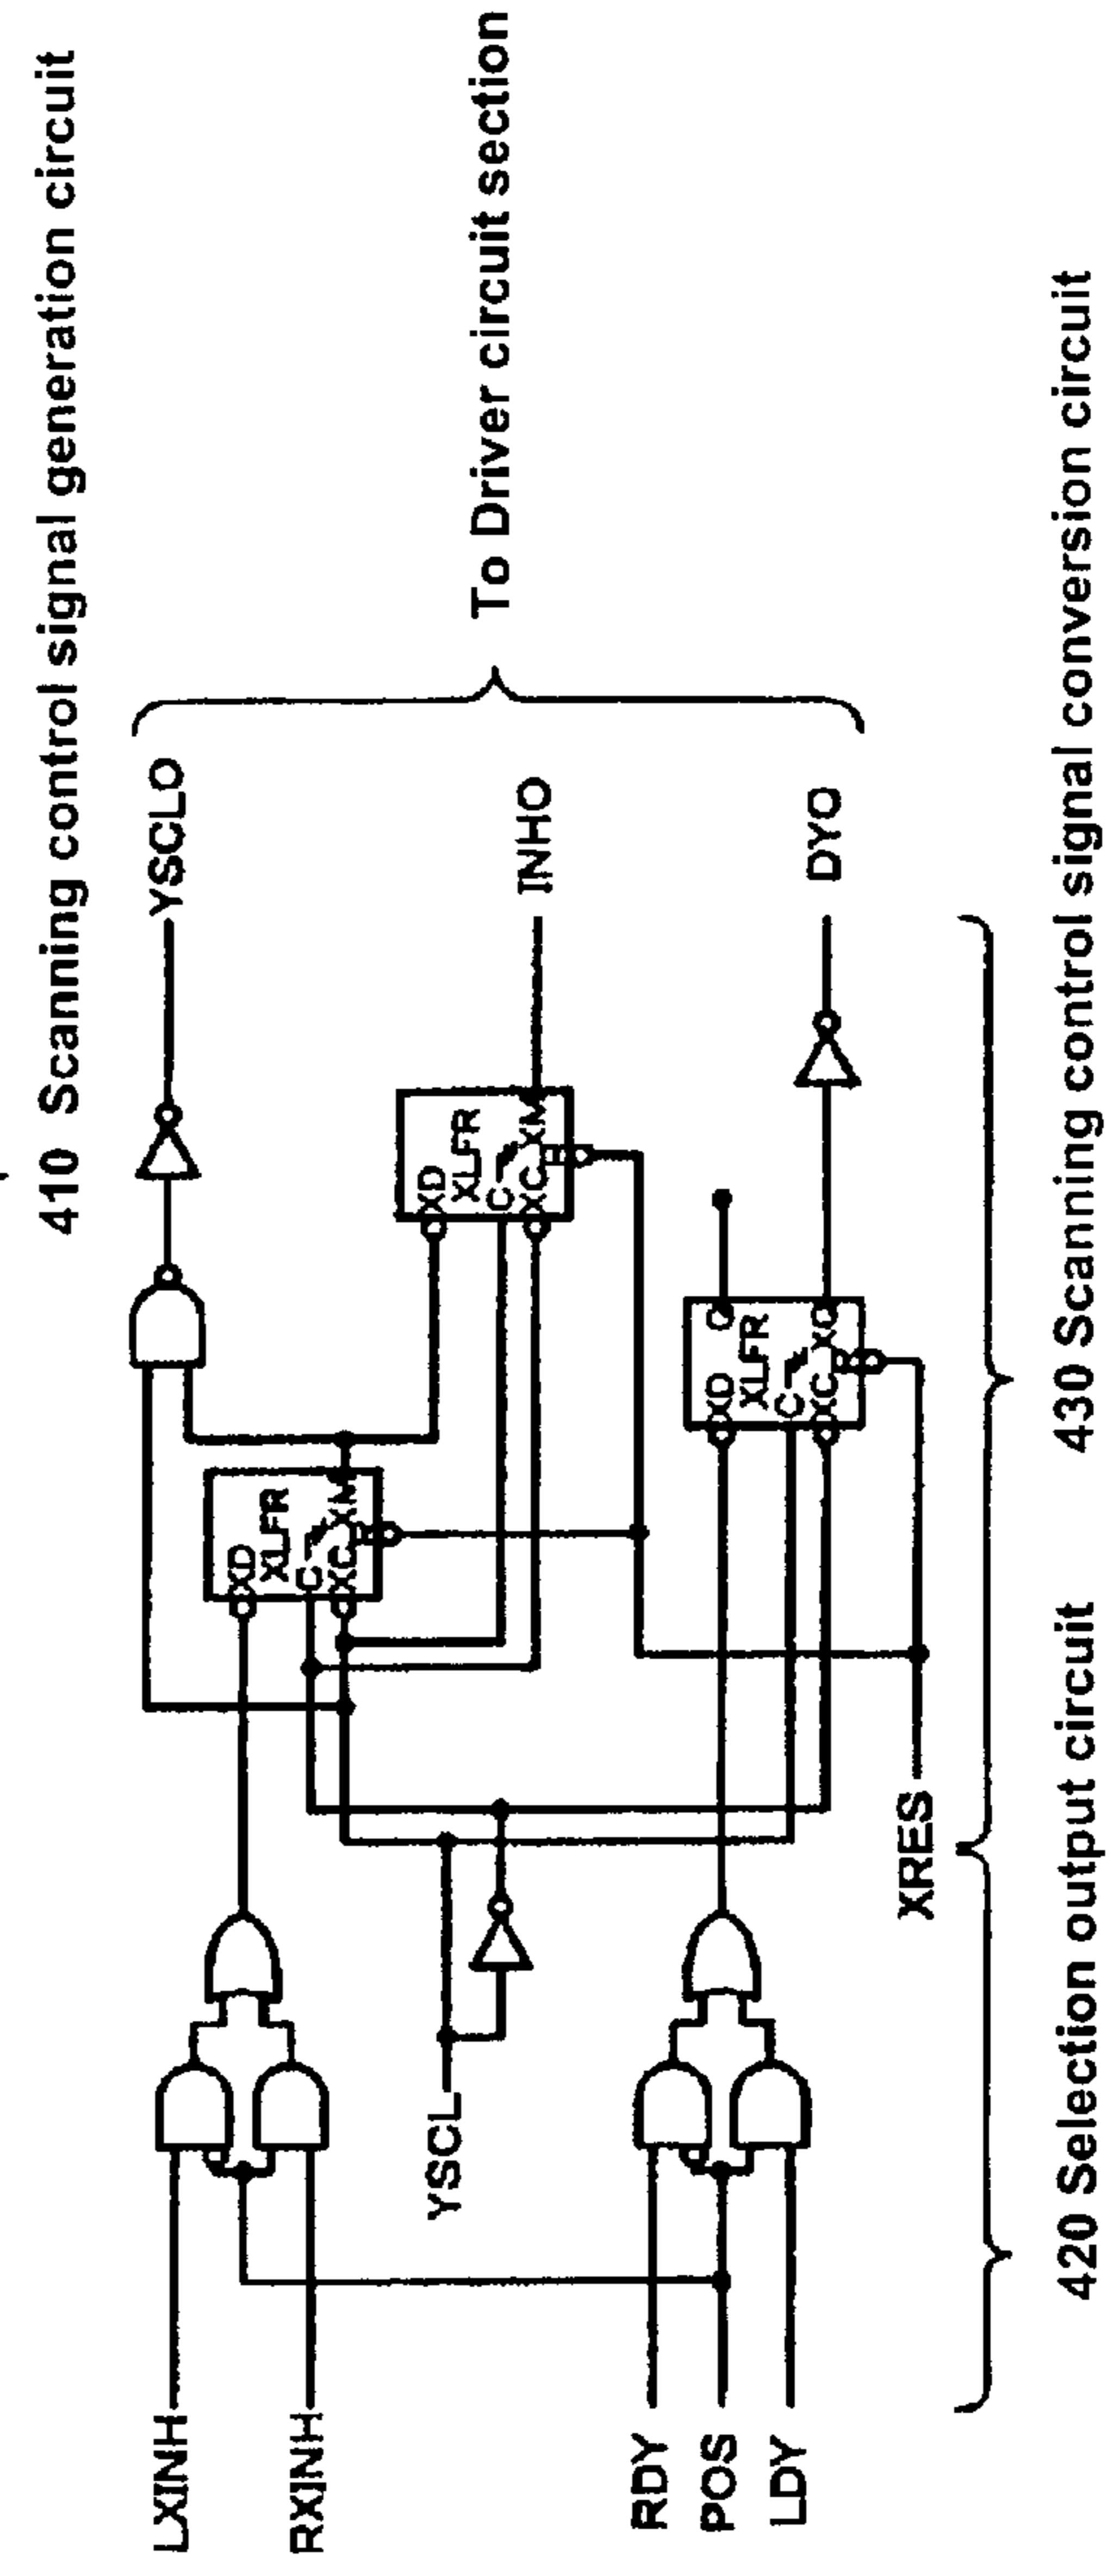 410 Scanning control signal generation circuit
LXINH
RXINH
RDY
POS
LDY
YSCL
XRES
XD
XLFR
C
XC XM
XD
XLFR
C
XC XM
XD Q
XLFR
C
XC XQ
YSCLO
INHO
DYO
To Driver circuit section
420 Selection output circuit
430 Scanning control signal conversion circuit